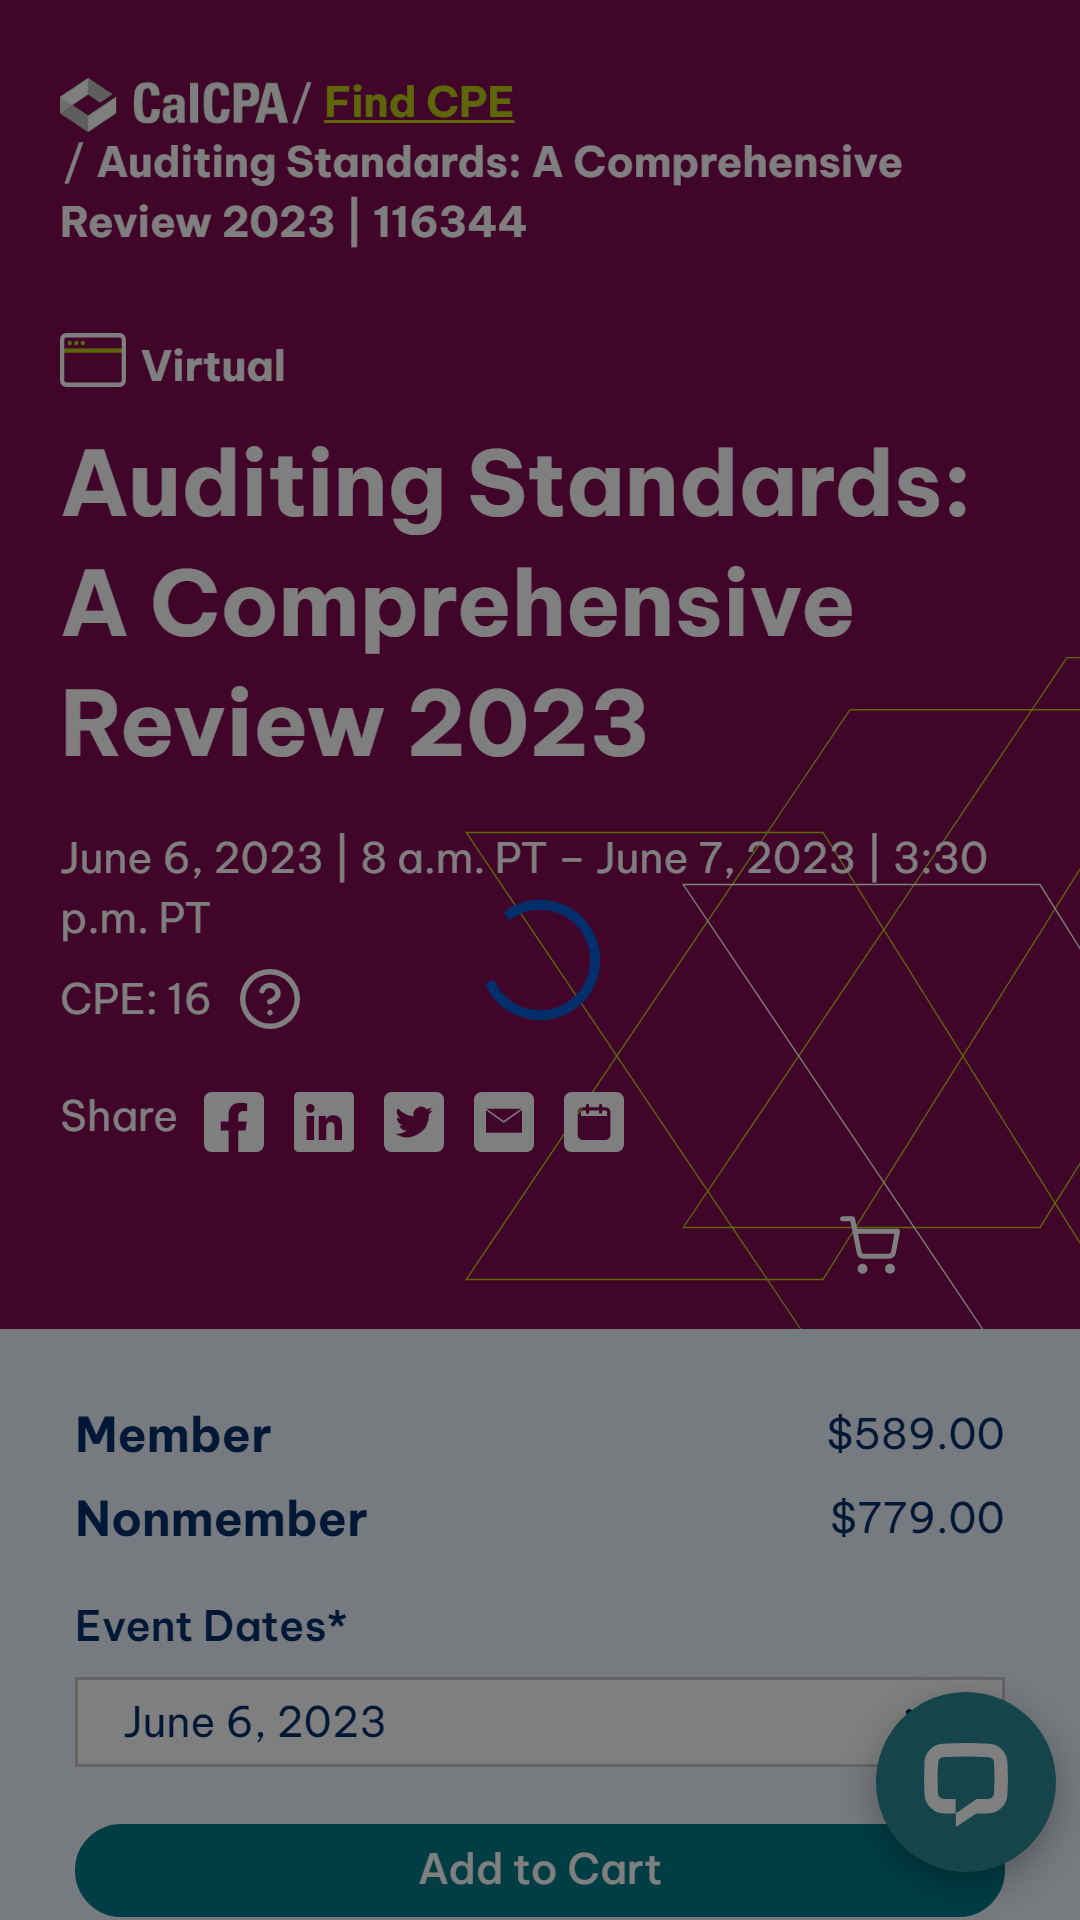 CalCPA / Find CPE
/ Auditing Standards: A Comprehensive
Review 2023 | 116344
Virtual
Auditing Standards:
A Comprehensive
Review 2023
June 6, 2023 | 8 a.m. PT – June 7, 2023 | 3:30
p.m. PT
CPE: 16 ?
Share
Member $589.00
Nonmember $779.00
Event Dates*
June 6, 2023
Add to Cart